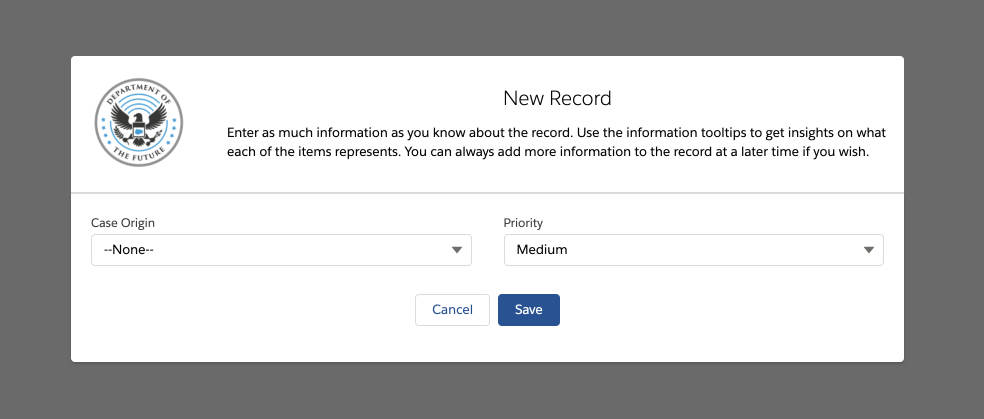 DEPARTMENT OF
THE FUTURE
New Record
Enter as much information as you know about the record. Use the information tooltips to get insights on what
each of the items represents. You can always add more information to the record at a later time if you wish.
Case Origin
Priority
--None--
Medium
Cancel
Save